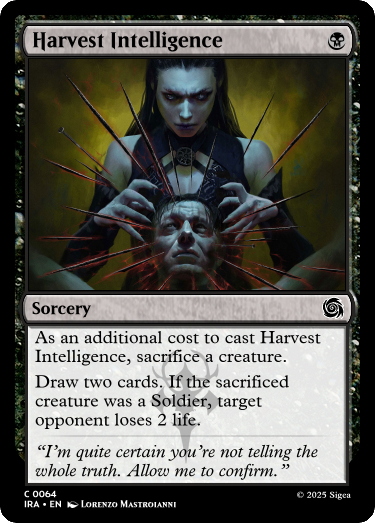 Harvest Intelligence
Sorcery
As an additional cost to cast Harvest
Intelligence, sacrifice a creature.
Draw two cards. If the sacrificed
creature was a Soldier, target
opponent loses 2 life.
“I’m quite certain you’re not telling the
whole truth. Allow me to confirm.”
C 0064
IRA • EN Lorenzo Mastroianni
© 2025 Sigea